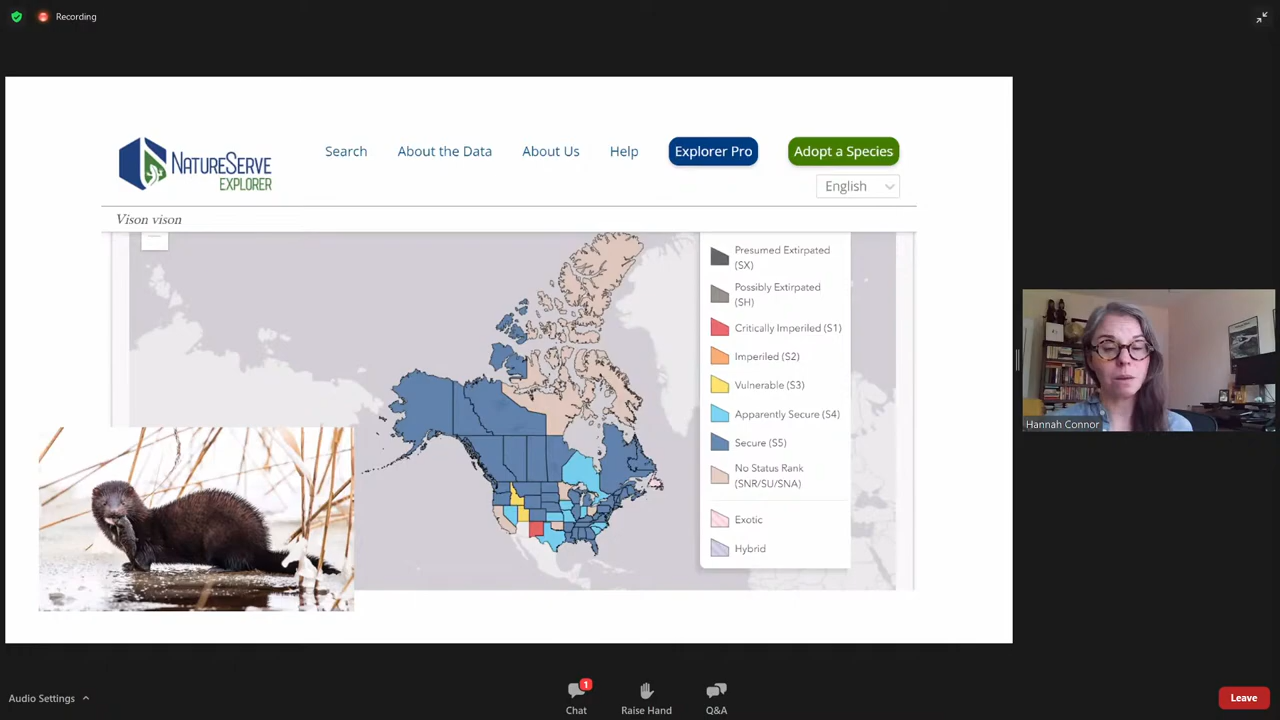 Recording
NATURESERVE
EXPLORER
Search
About the Data
About Us
Help
Explorer Pro
Adopt a Species
English
Vison vison
Presumed Extirpated
(SX)
Possibly Extirpated
(SH)
Critically Imperiled (S1)
Imperiled (S2)
Vulnerable (S3)
Apparently Secure (S4)
Secure (S5)
No Status Rank
(SNR/SU/SNA)
Exotic
Hybrid
Hannah Connor
Audio Settings
1
Chat
Raise Hand
Q&A
Leave